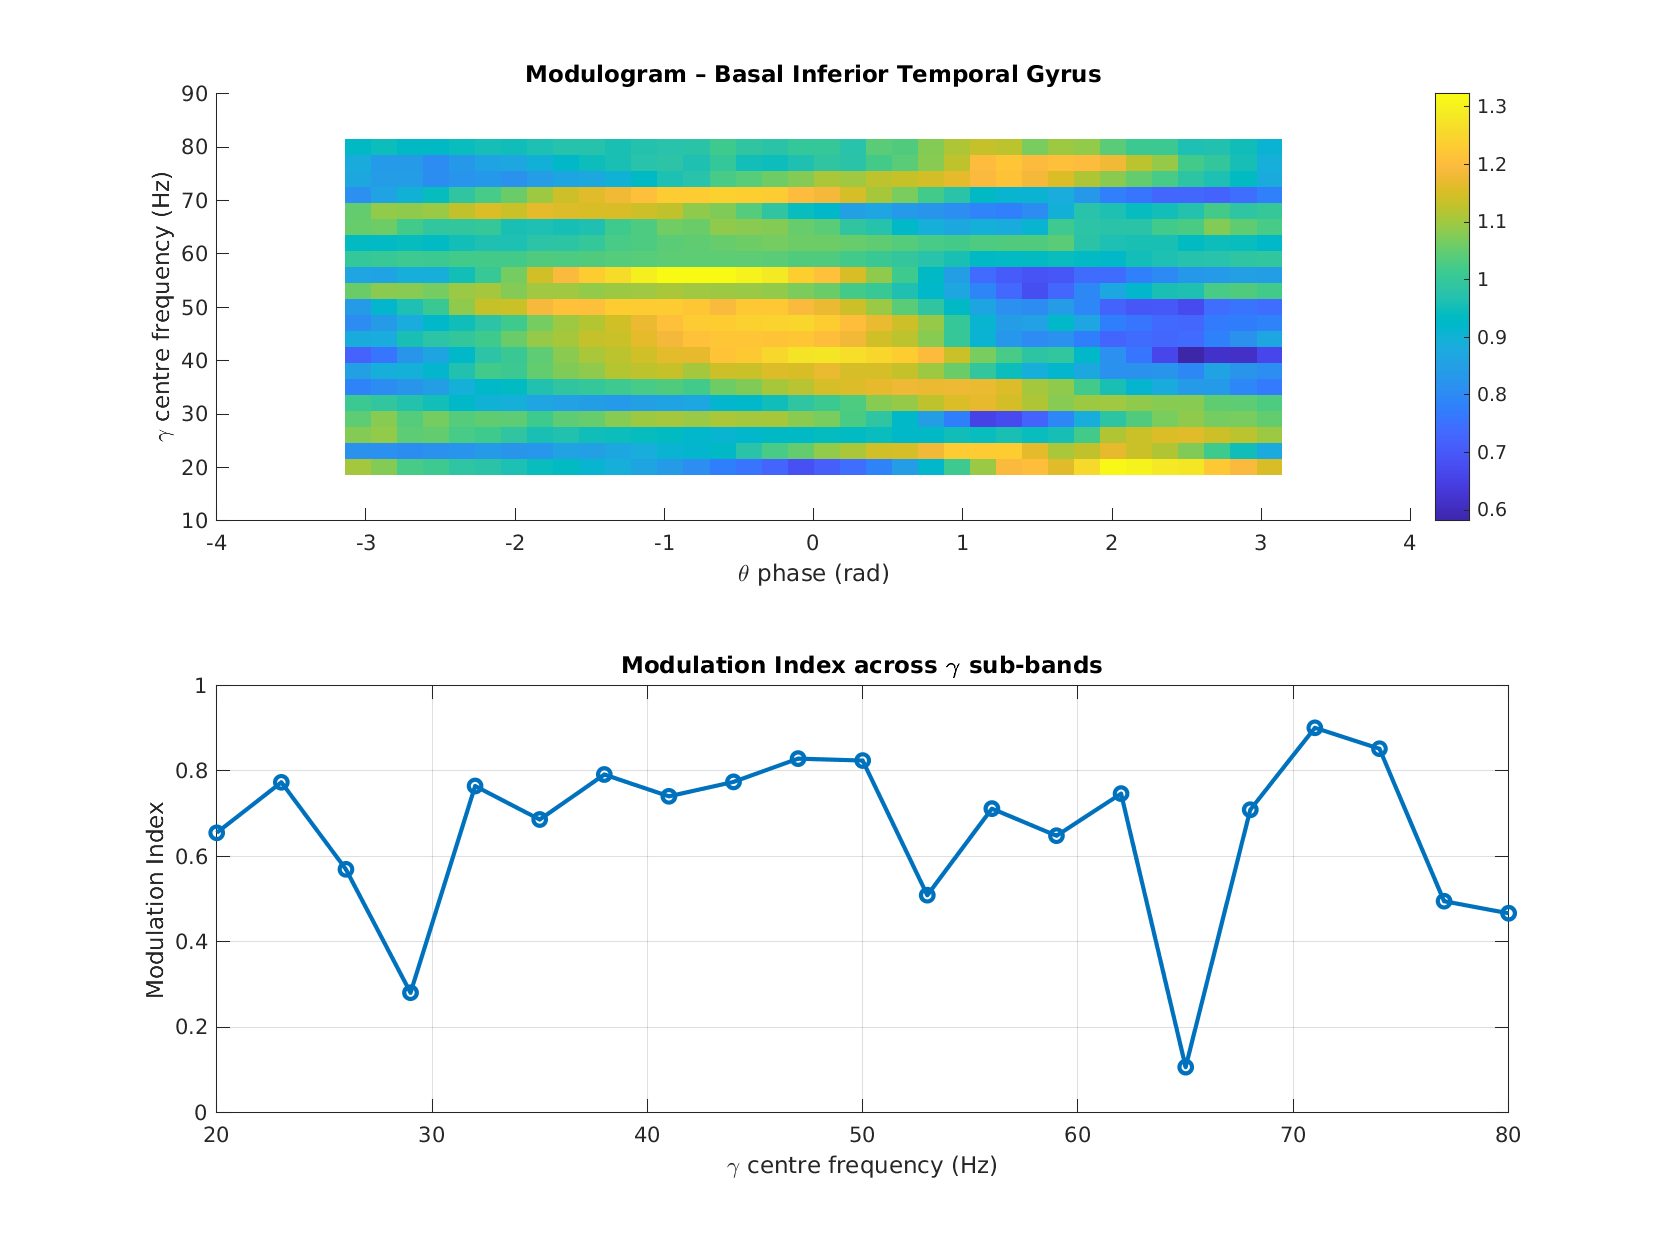 Modulogram – Basal Inferior Temporal Gyrus
90
80
70
60
50
40
30
20
10
γ centre frequency (Hz)
-4 -3 -2 -1 0 1 2 3 4
θ phase (rad)
1.3
1.2
1.1
1
0.9
0.8
0.7
0.6
Modulation Index across γ sub-bands
1
0.8
0.6
0.4
0.2
0
Modulation Index
20 30 40 50 60 70 80
γ centre frequency (Hz)